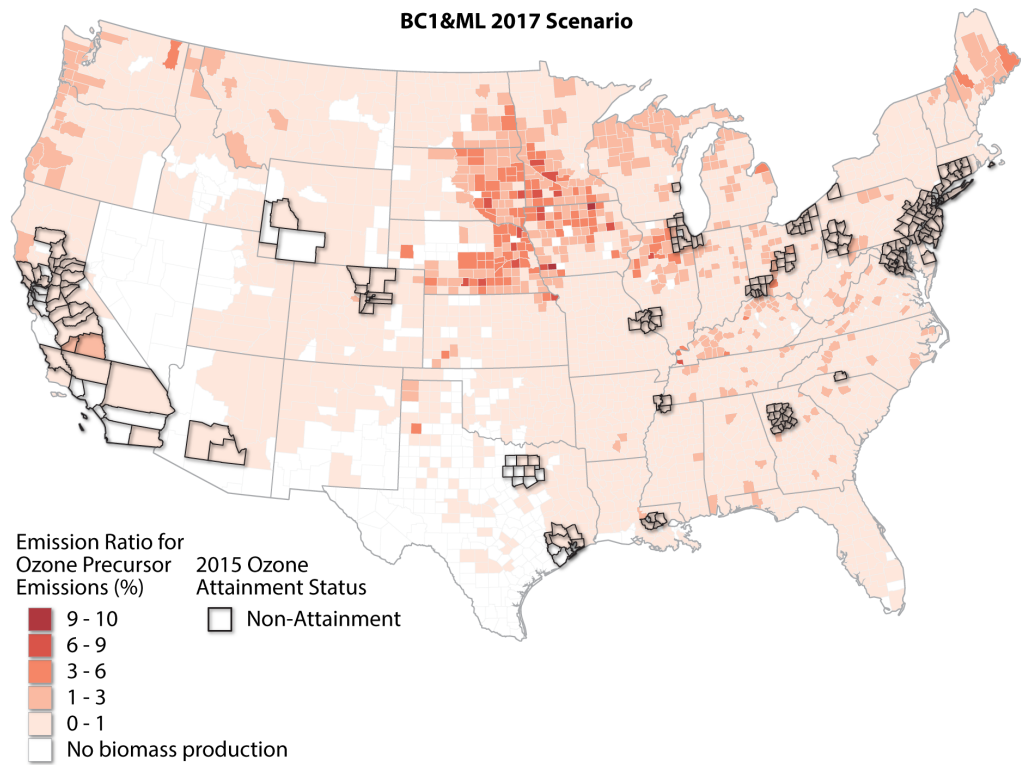 BC1&ML 2017 Scenario
Emission Ratio for
Ozone Precursor
Emissions (%)
9 - 10
6 - 9
3 - 6
1 - 3
0 - 1
No biomass production
2015 Ozone
Attainment Status
Non-Attainment